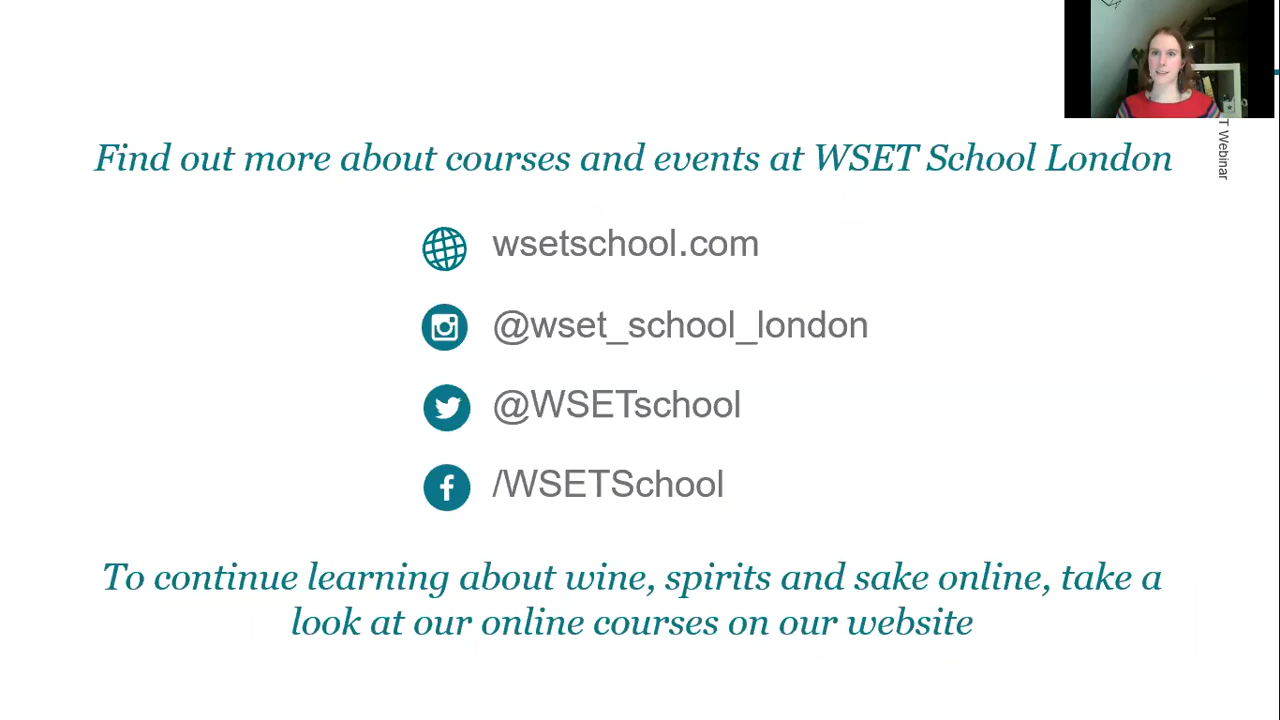 Find out more about courses and events at WSET School London
T Webinar
wsetschool.com
@wset_school_london
@WSETschool
/WSETSchool
To continue learning about wine, spirits and sake online, take a
look at our online courses on our website